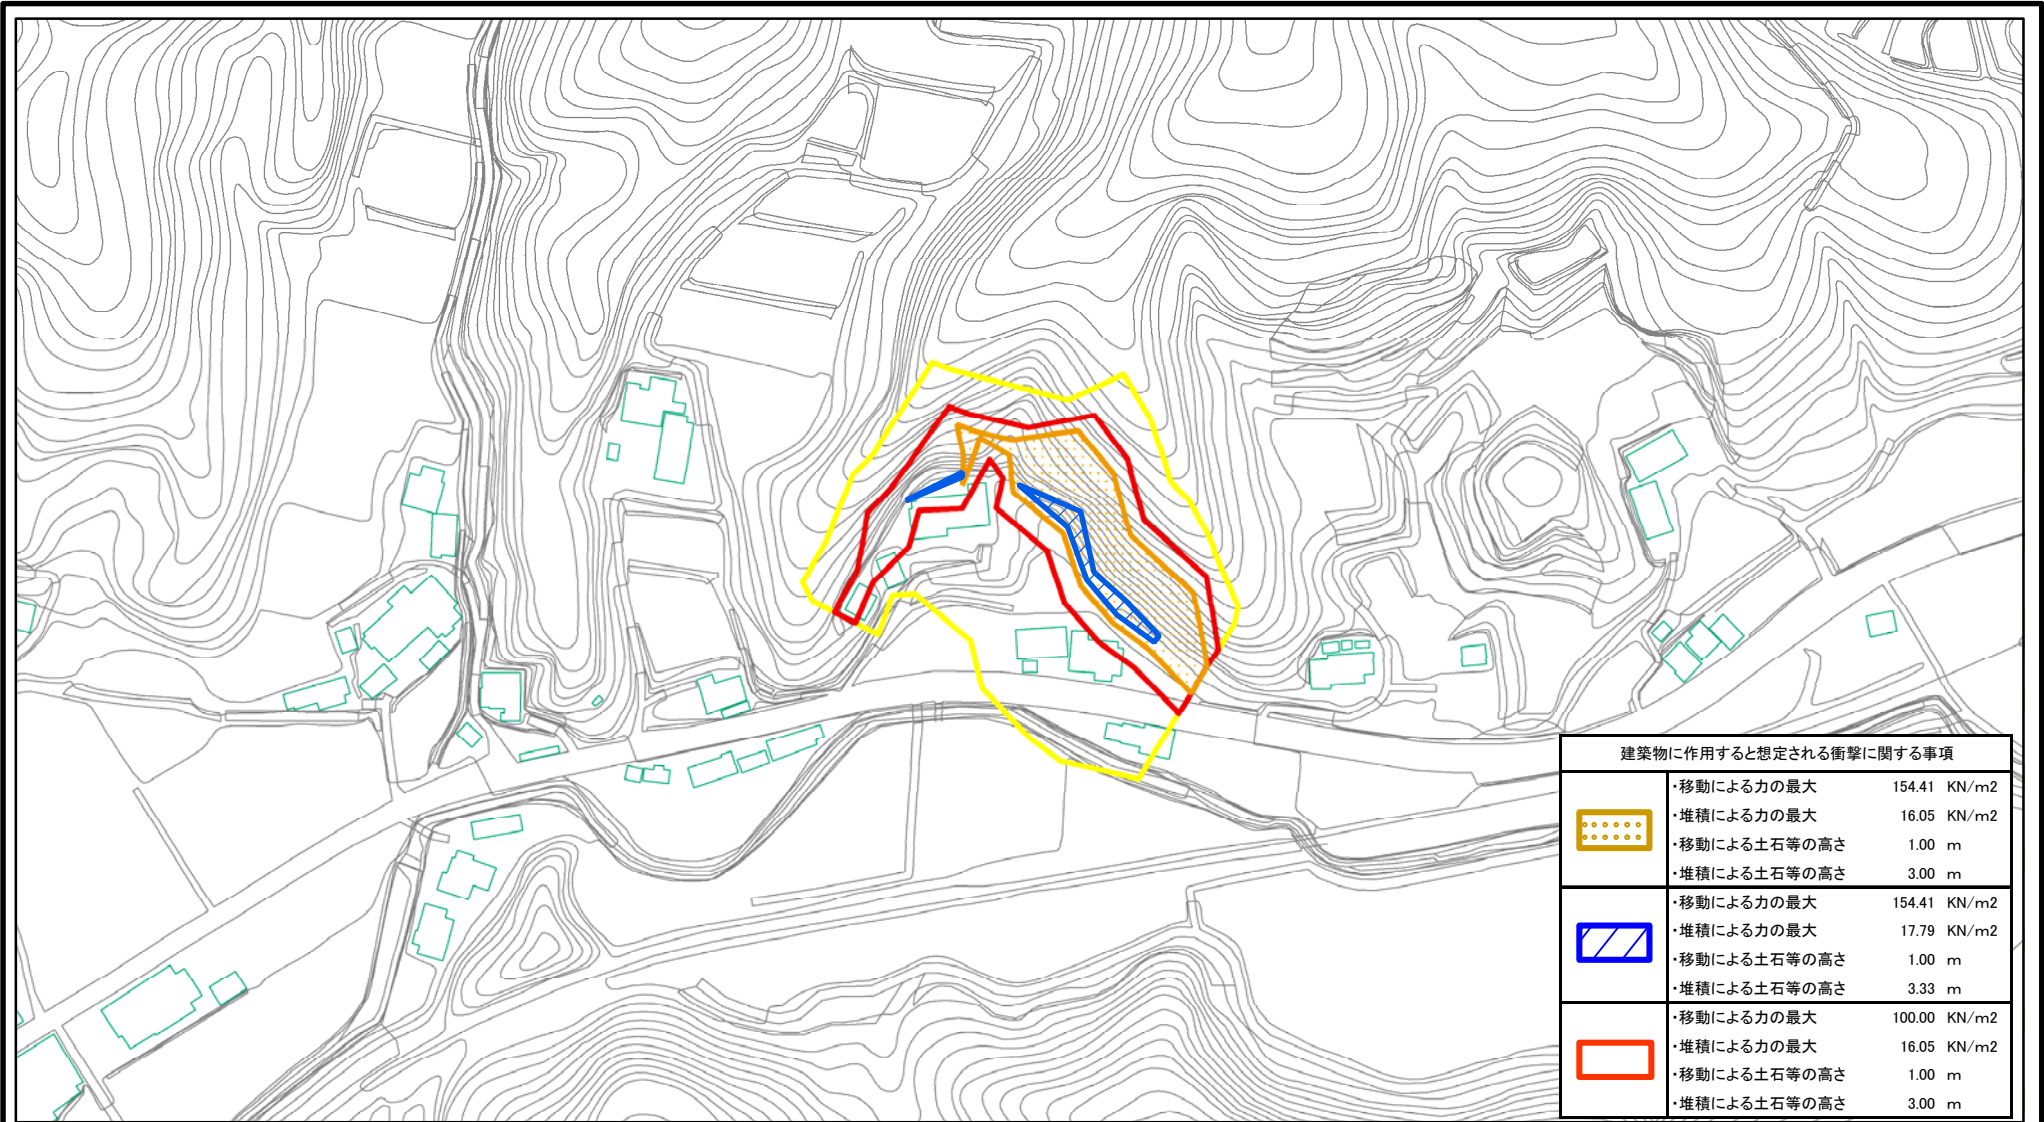 建築物に作用すると想定される衝撃に関する事項
・移動による力の最大 154.41 KN/m2
・堆積による力の最大 16.05 KN/m2
・移動による土石等の高さ 1.00 m
・堆積による土石等の高さ 3.00 m
・移動による力の最大 154.41 KN/m2
・堆積による力の最大 17.79 KN/m2
・移動による土石等の高さ 1.00 m
・堆積による土石等の高さ 3.33 m
・移動による力の最大 100.00 KN/m2
・堆積による力の最大 16.05 KN/m2
・移動による土石等の高さ 1.00 m
・堆積による土石等の高さ 3.00 m